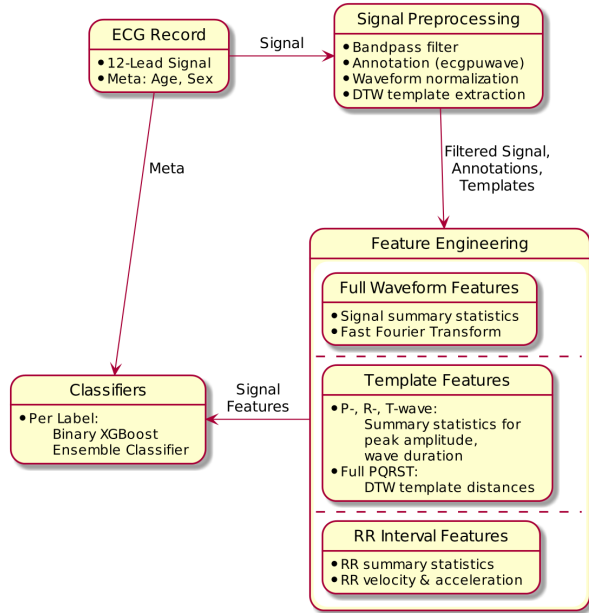 ECG Record
•12-Lead Signal
•Meta: Age, Sex
Signal
Signal Preprocessing
•Bandpass filter
•Annotation (ecgpuwave)
•Waveform normalization
•DTW template extraction
Meta
Filtered Signal,
Annotations,
Templates
Feature Engineering
Full Waveform Features
•Signal summary statistics
•Fast Fourier Transform
Template Features
•P-, R-, T-wave:
Summary statistics for
peak amplitude,
wave duration
•Full PQRST:
DTW template distances
RR Interval Features
•RR summary statistics
•RR velocity & acceleration
Signal
Features
Classifiers
•Per Label:
Binary XGBoost
Ensemble Classifier